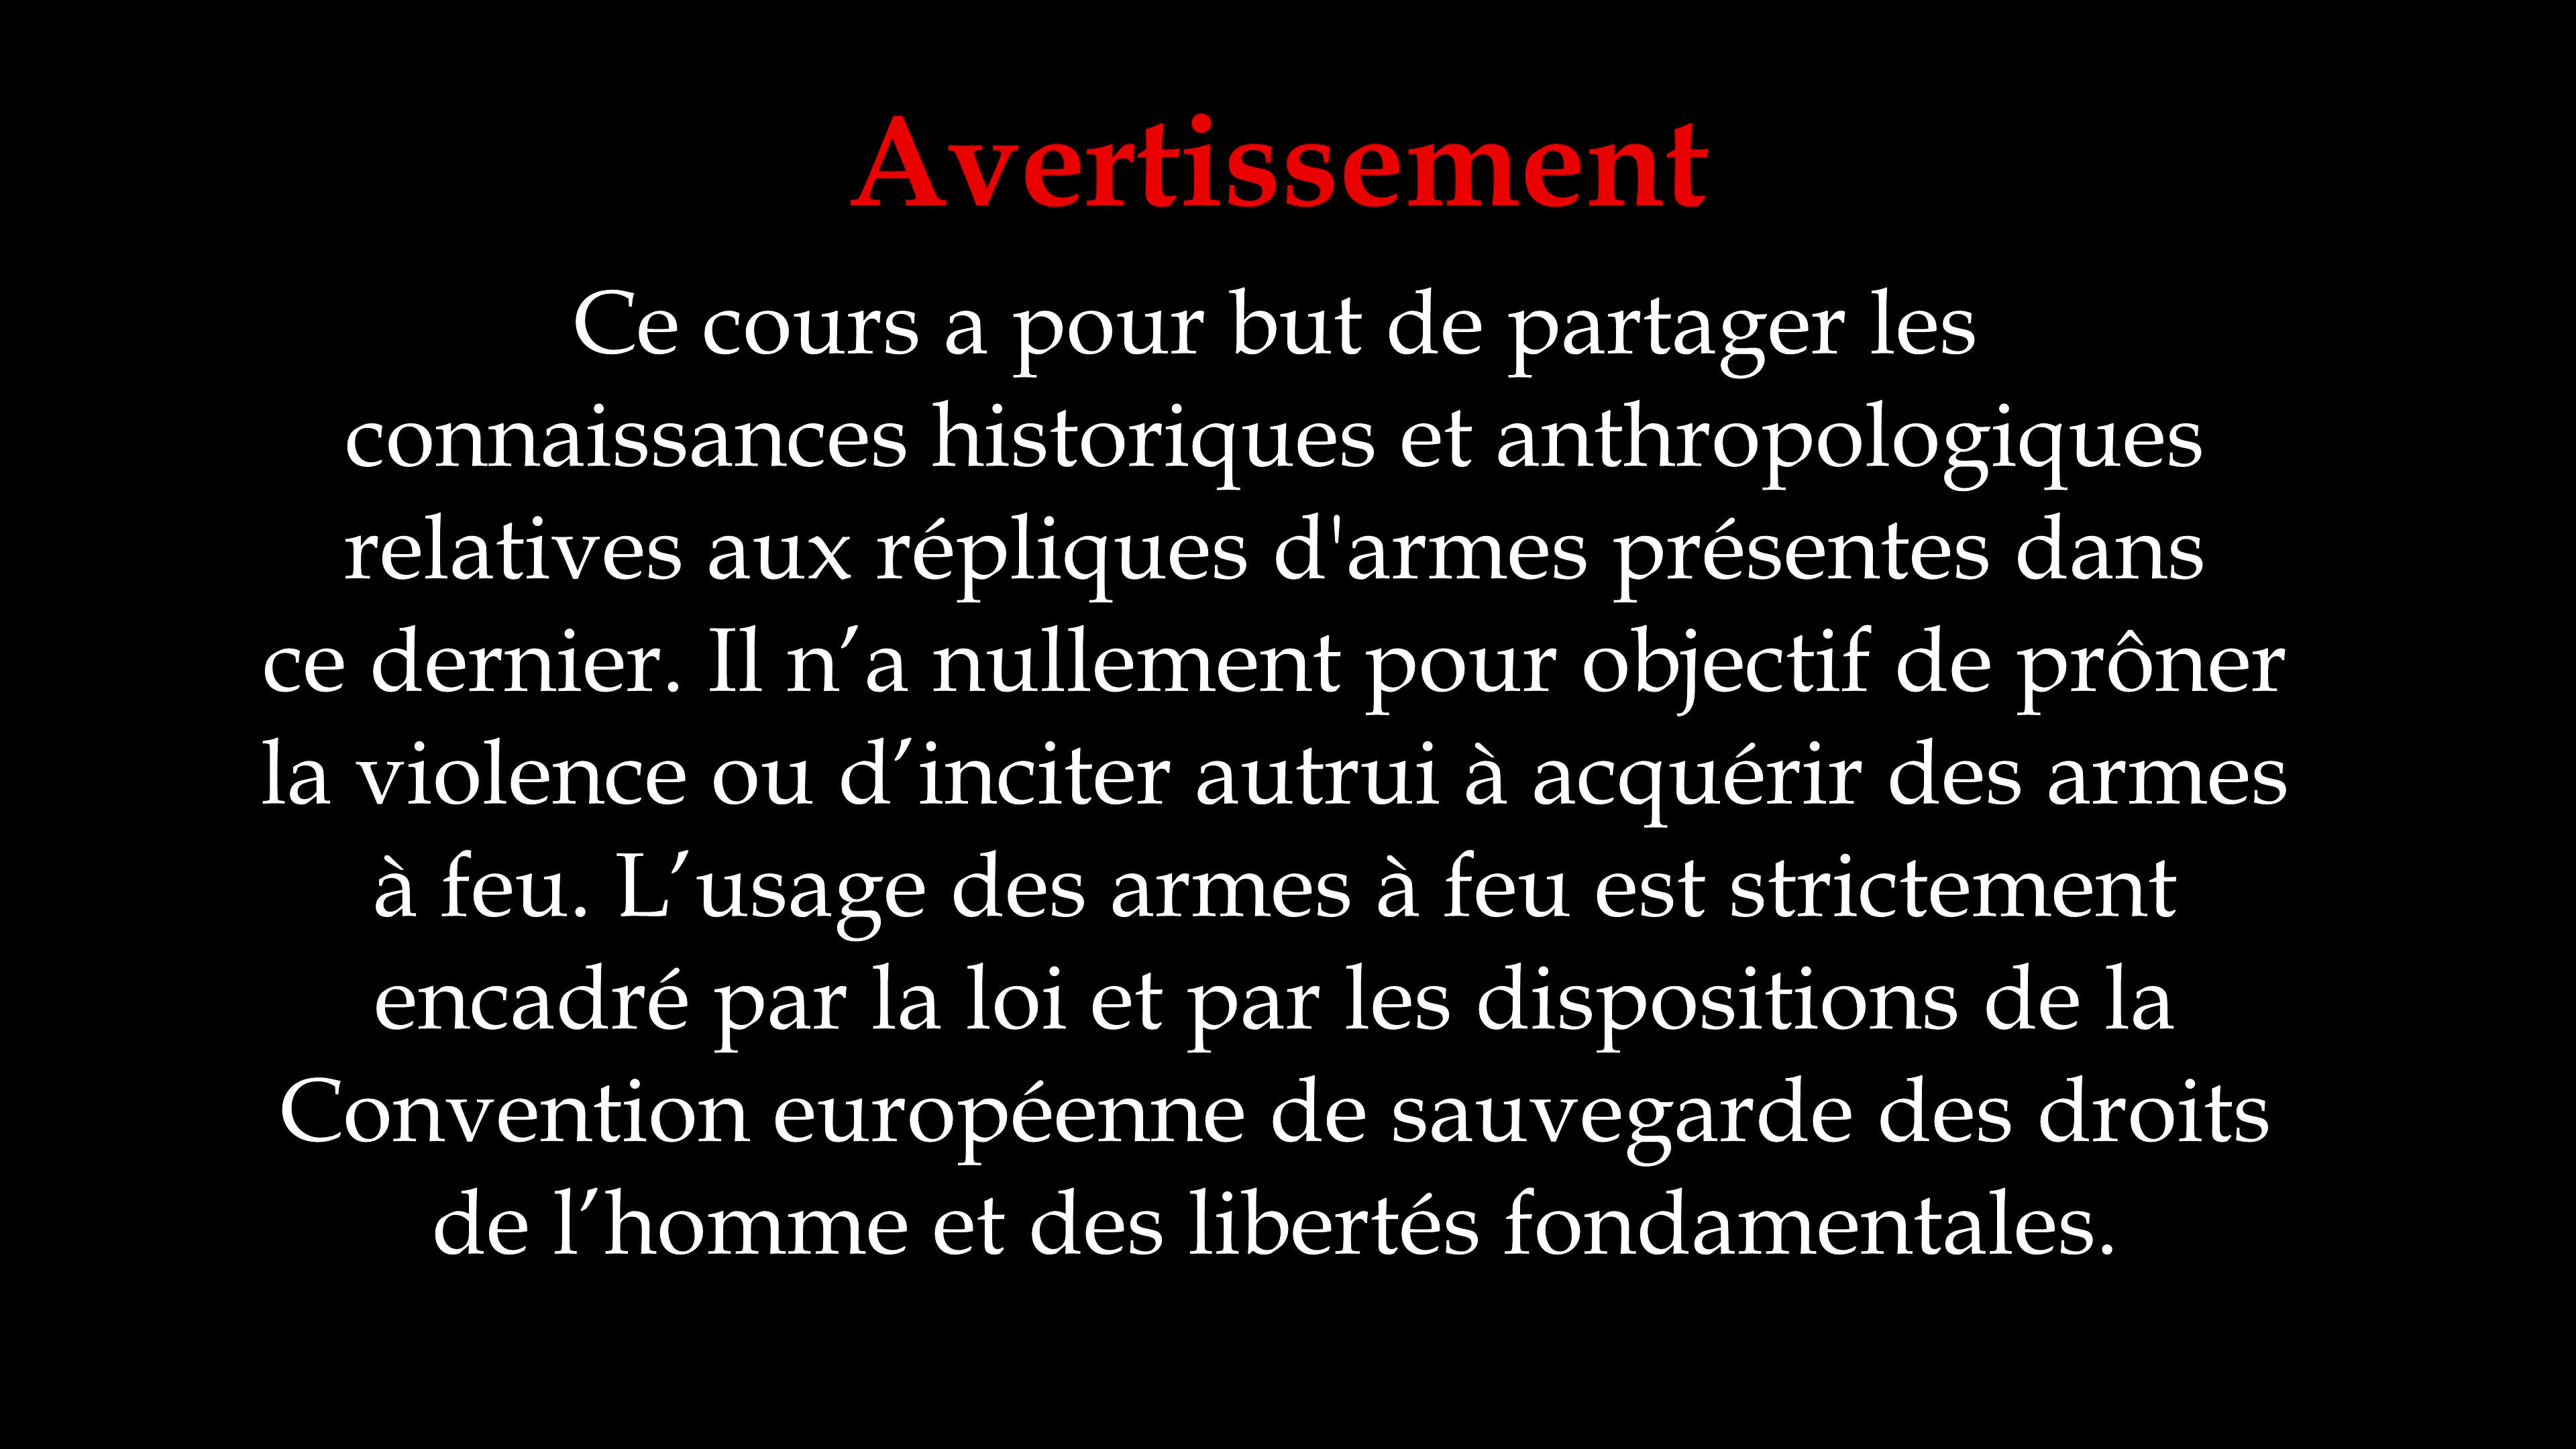 Avertissement
Ce cours a pour but de partager les
connaissances historiques et anthropologiques
relatives aux répliques d'armes présentes dans
ce dernier. Il n’a nullement pour objectif de prôner
la violence ou d’inciter autrui à acquérir des armes
à feu. L’usage des armes à feu est strictement
encadré par la loi et par les dispositions de la
Convention européenne de sauvegarde des droits
de l’homme et des libertés fondamentales.